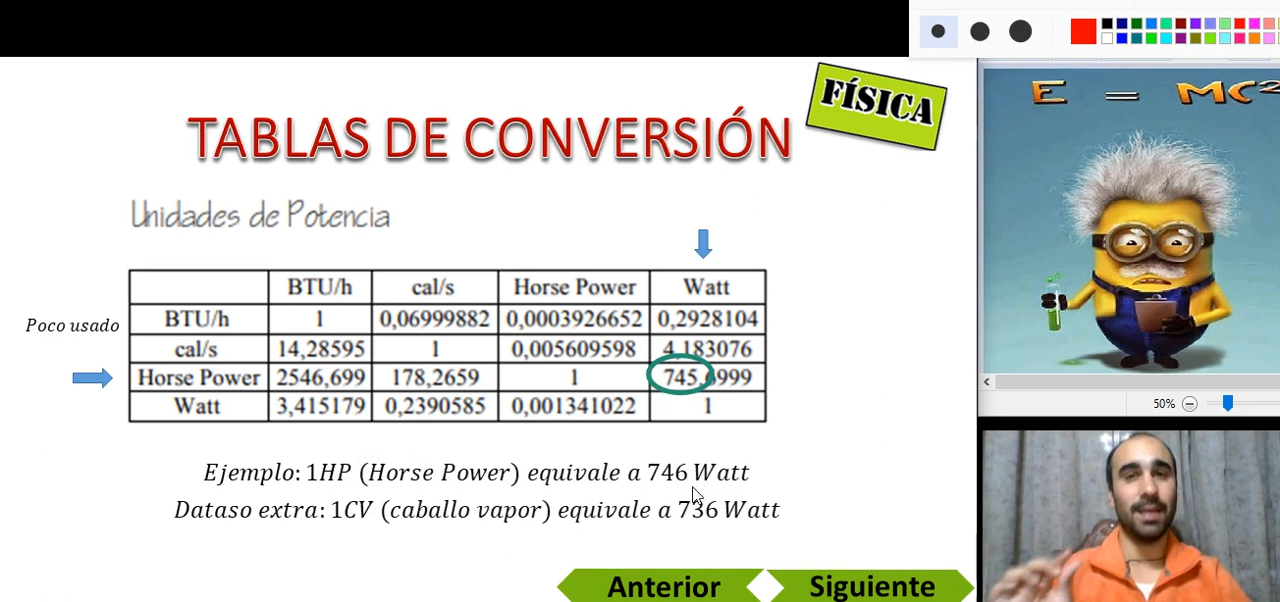 FÍSICA
E = MC²
TABLAS DE CONVERSIÓN
Unidades de Potencia
BTU/h cal/s Horse Power Watt
Poco usado
BTU/h 1 0,06999882 0,0003926652 0,2928104
cal/s 14,28595 1 0,005609598 4,183076
Horse Power 2546,699 178,2659 1 745,6999
Watt 3,415179 0,2390585 0,001341022 1
50%
Ejemplo: 1HP (Horse Power) equivale a 746 Watt
Dataso extra: 1CV (caballo vapor) equivale a 736 Watt
Anterior Siguiente